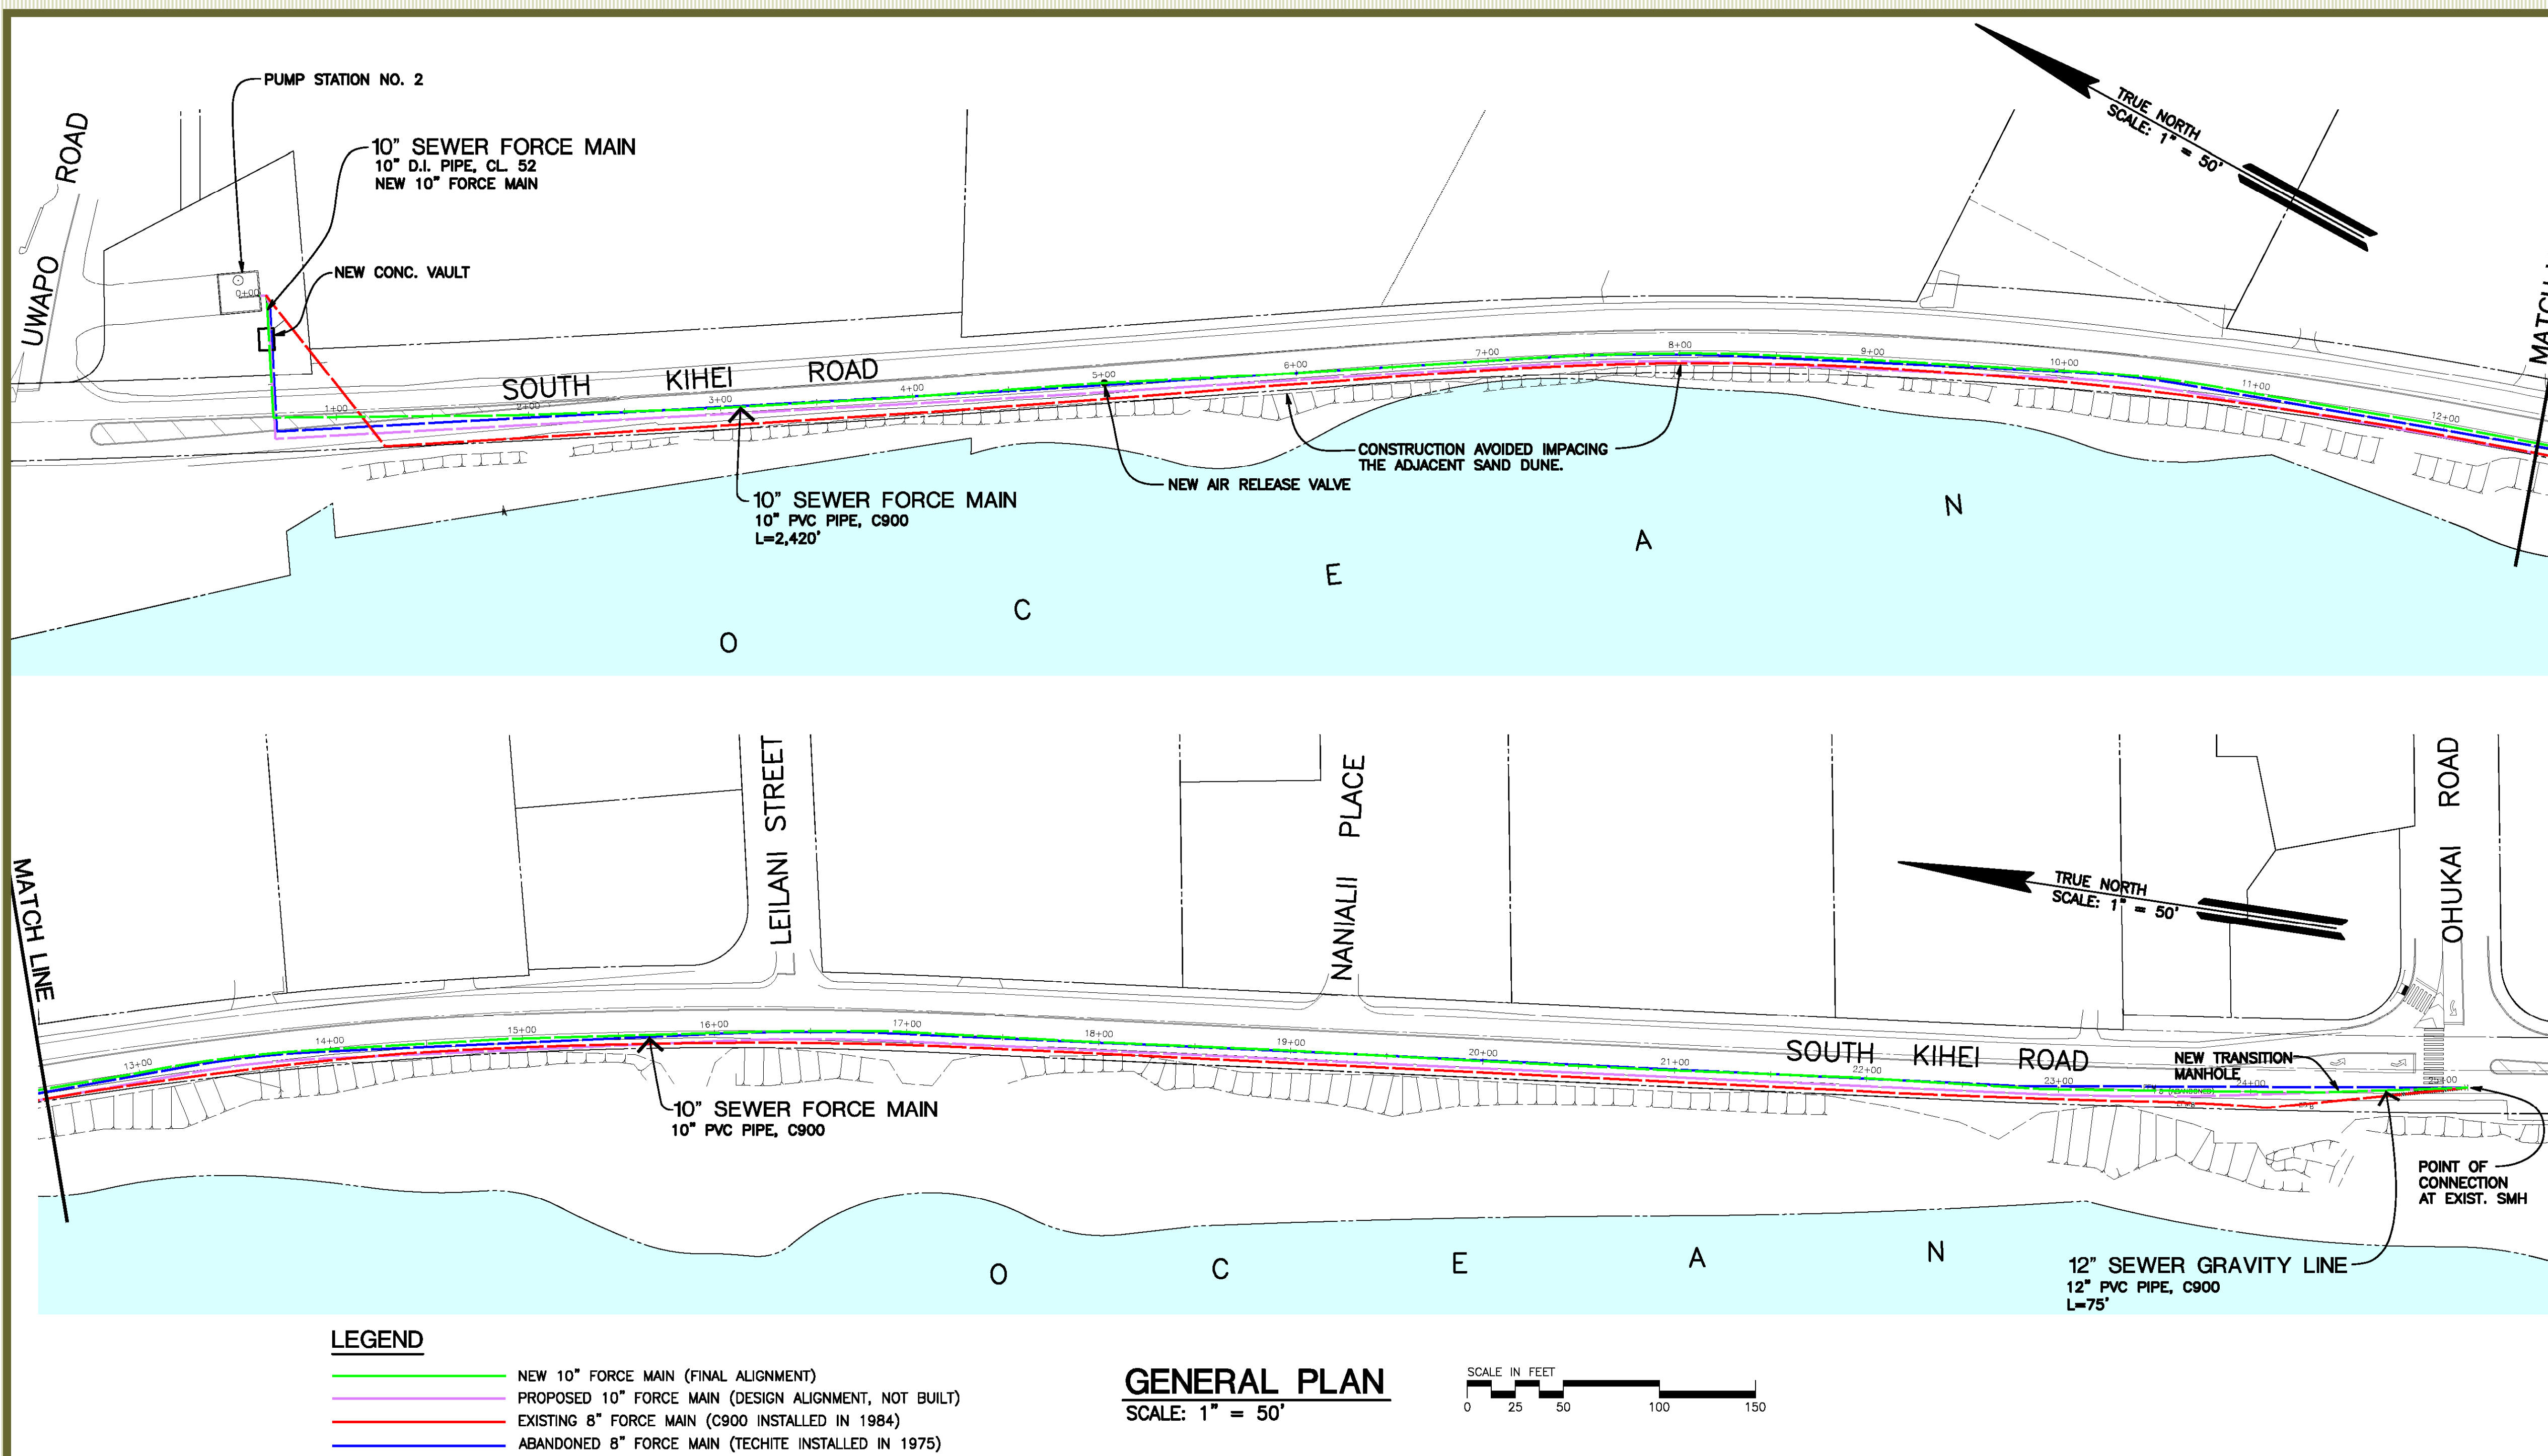 PUMP STATION NO. 2
10" SEWER FORCE MAIN
10" D.I. PIPE, CL. 52
NEW 10" FORCE MAIN
NEW CONC. VAULT
UWAPO ROAD
TRUE NORTH
SCALE: 1" = 50'
SOUTH KIHEI ROAD
0+00
1+00
2+00
3+00
4+00
5+00
6+00
7+00
8+00
9+00
10+00
11+00
12+00
CONSTRUCTION AVOIDED IMPACING
THE ADJACENT SAND DUNE.
NEW AIR RELEASE VALVE
10" SEWER FORCE MAIN
10" PVC PIPE, C900
L=2,420'
OCEAN
MATCH LINE
LEILANI STREET
NANIALII PLACE
OHUKAI ROAD
TRUE NORTH
SCALE: 1" = 50'
13+00
14+00
15+00
16+00
17+00
18+00
19+00
20+00
21+00
22+00
23+00
24+00
25+00
SOUTH KIHEI ROAD
NEW TRANSITION
MANHOLE
10" SEWER FORCE MAIN
10" PVC PIPE, C900
POINT OF
CONNECTION
AT EXIST. SMH
OCEAN
12" SEWER GRAVITY LINE
12" PVC PIPE, C900
L=75'
LEGEND
NEW 10" FORCE MAIN (FINAL ALIGNMENT)
PROPOSED 10" FORCE MAIN (DESIGN ALIGNMENT, NOT BUILT)
EXISTING 8" FORCE MAIN (C900 INSTALLED IN 1984)
ABANDONED 8" FORCE MAIN (TECHITE INSTALLED IN 1975)
GENERAL PLAN
SCALE: 1" = 50'
SCALE IN FEET
0 25 50 100 150